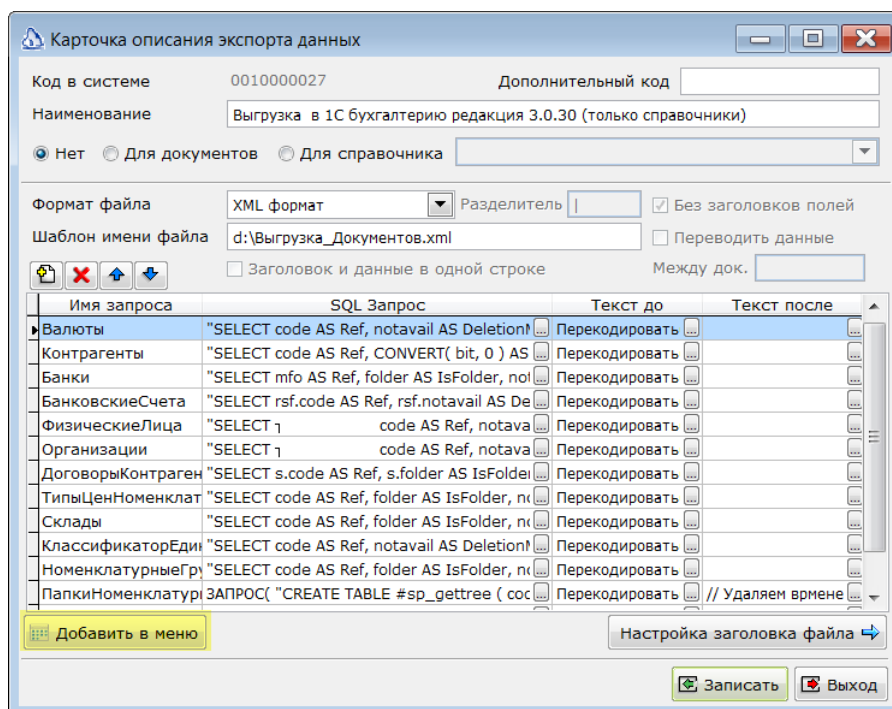 Карточка описания экспорта данных
Код в системе 0010000027 Дополнительный код
Наименование Выгрузка в 1С бухгалтерию редакция 3.0.30 (только справочники)
Нет Для документов Для справочника
Формат файла XML формат Разделитель | Без заголовков полей
Шаблон имени файла d:\Выгрузка_Документов.xml Переводить данные
Заголовок и данные в одной строке Между док.
Имя запроса SQL Запрос Текст до Текст после
Валюты "SELECT code AS Ref, notavail AS Deletion ... Перекодировать ... ...
Контрагенты "SELECT code AS Ref, CONVERT( bit, 0 ) AS ... Перекодировать ... ...
Банки "SELECT mfo AS Ref, folder AS IsFolder, not ... Перекодировать ... ...
БанковскиеСчета "SELECT rsf.code AS Ref, rsf.notavail AS De ... Перекодировать ... ...
ФизическиеЛица "SELECT ┐ code AS Ref, notava ... Перекодировать ... ...
Организации "SELECT ┐ code AS Ref, notava ... Перекодировать ... ...
ДоговорыКонтраген "SELECT s.code AS Ref, s.folder AS IsFolder ... Перекодировать ... ...
ТипыЦенНоменклат "SELECT code AS Ref, folder AS IsFolder, no ... Перекодировать ... ...
Склады "SELECT code AS Ref, folder AS IsFolder, no ... Перекодировать ... ...
КлассификаторЕди "SELECT code AS Ref, notavail AS Deletion ... Перекодировать ... ...
НоменклатурныеГру "SELECT code AS Ref, folder AS IsFolder, no ... Перекодировать ... ...
ПапкиНоменклатур ЗАПРОС( "CREATE TABLE #sp_gettree ( coc ... Перекодировать ... // Удаляем врмене ...
Добавить в меню Настройка заголовка файла
Записать Выход